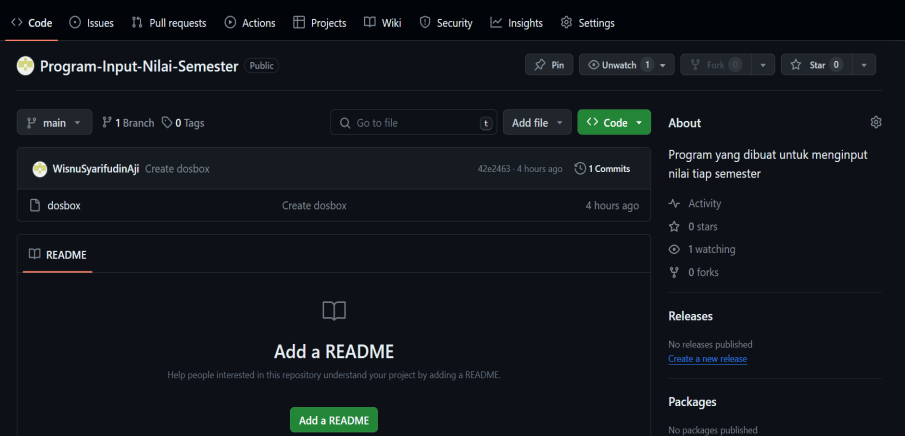 Code Issues Pull requests Actions Projects Wiki Security Insights Settings
Program-Input-Nilai-Semester Public Pin Unwatch 1 Fork 0 Star 0
main 1 Branch 0 Tags Go to file t Add file Code
WisnuSyarifudinAji Create dosbox 42e2463 · 4 hours ago 1 Commits
dosbox Create dosbox 4 hours ago
README
Add a README
Help people interested in this repository understand your project by adding a README.
Add a README
About
Program yang dibuat untuk menginput
nilai tiap semester
Activity
0 stars
1 watching
0 forks
Releases
No releases published
Create a new release
Packages
No packages published